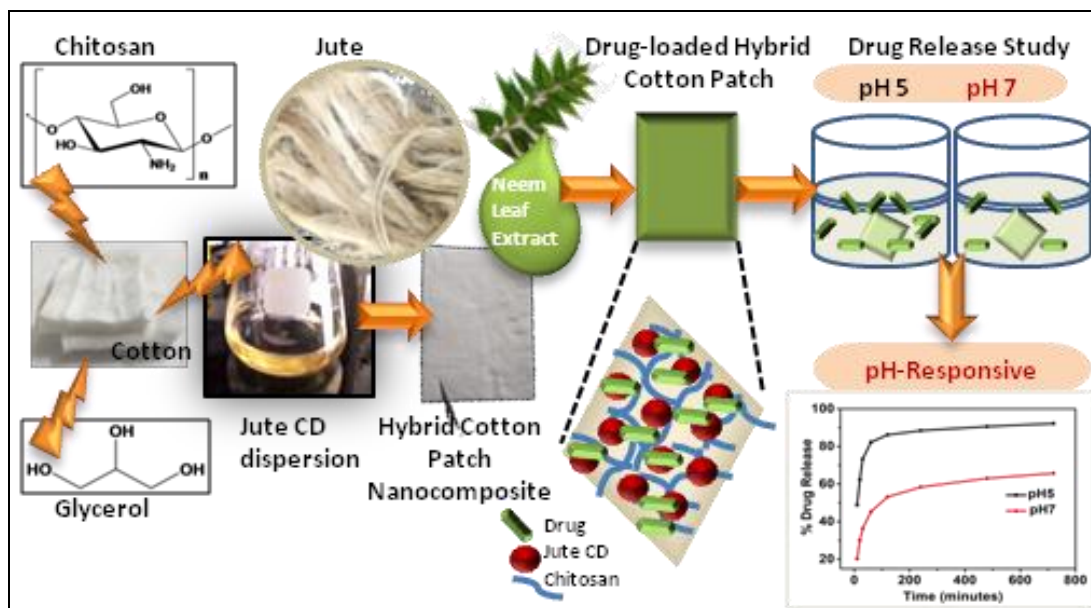 Chitosan
OH
O
O
O
HO
NH₂
n
Cotton
OH
HO
OH
Glycerol
Jute
Jute CD
dispersion
Hybrid Cotton
Patch
Nanocomposite
Neem
Leaf
Extract
Drug-loaded Hybrid
Cotton Patch
Drug
Jute CD
Chitosan
Drug Release Study
pH 5 pH 7
pH-Responsive
100
80
60
40
20
% Drug Release
pH5
pH7
0 200 400 600 800
Time (minutes)